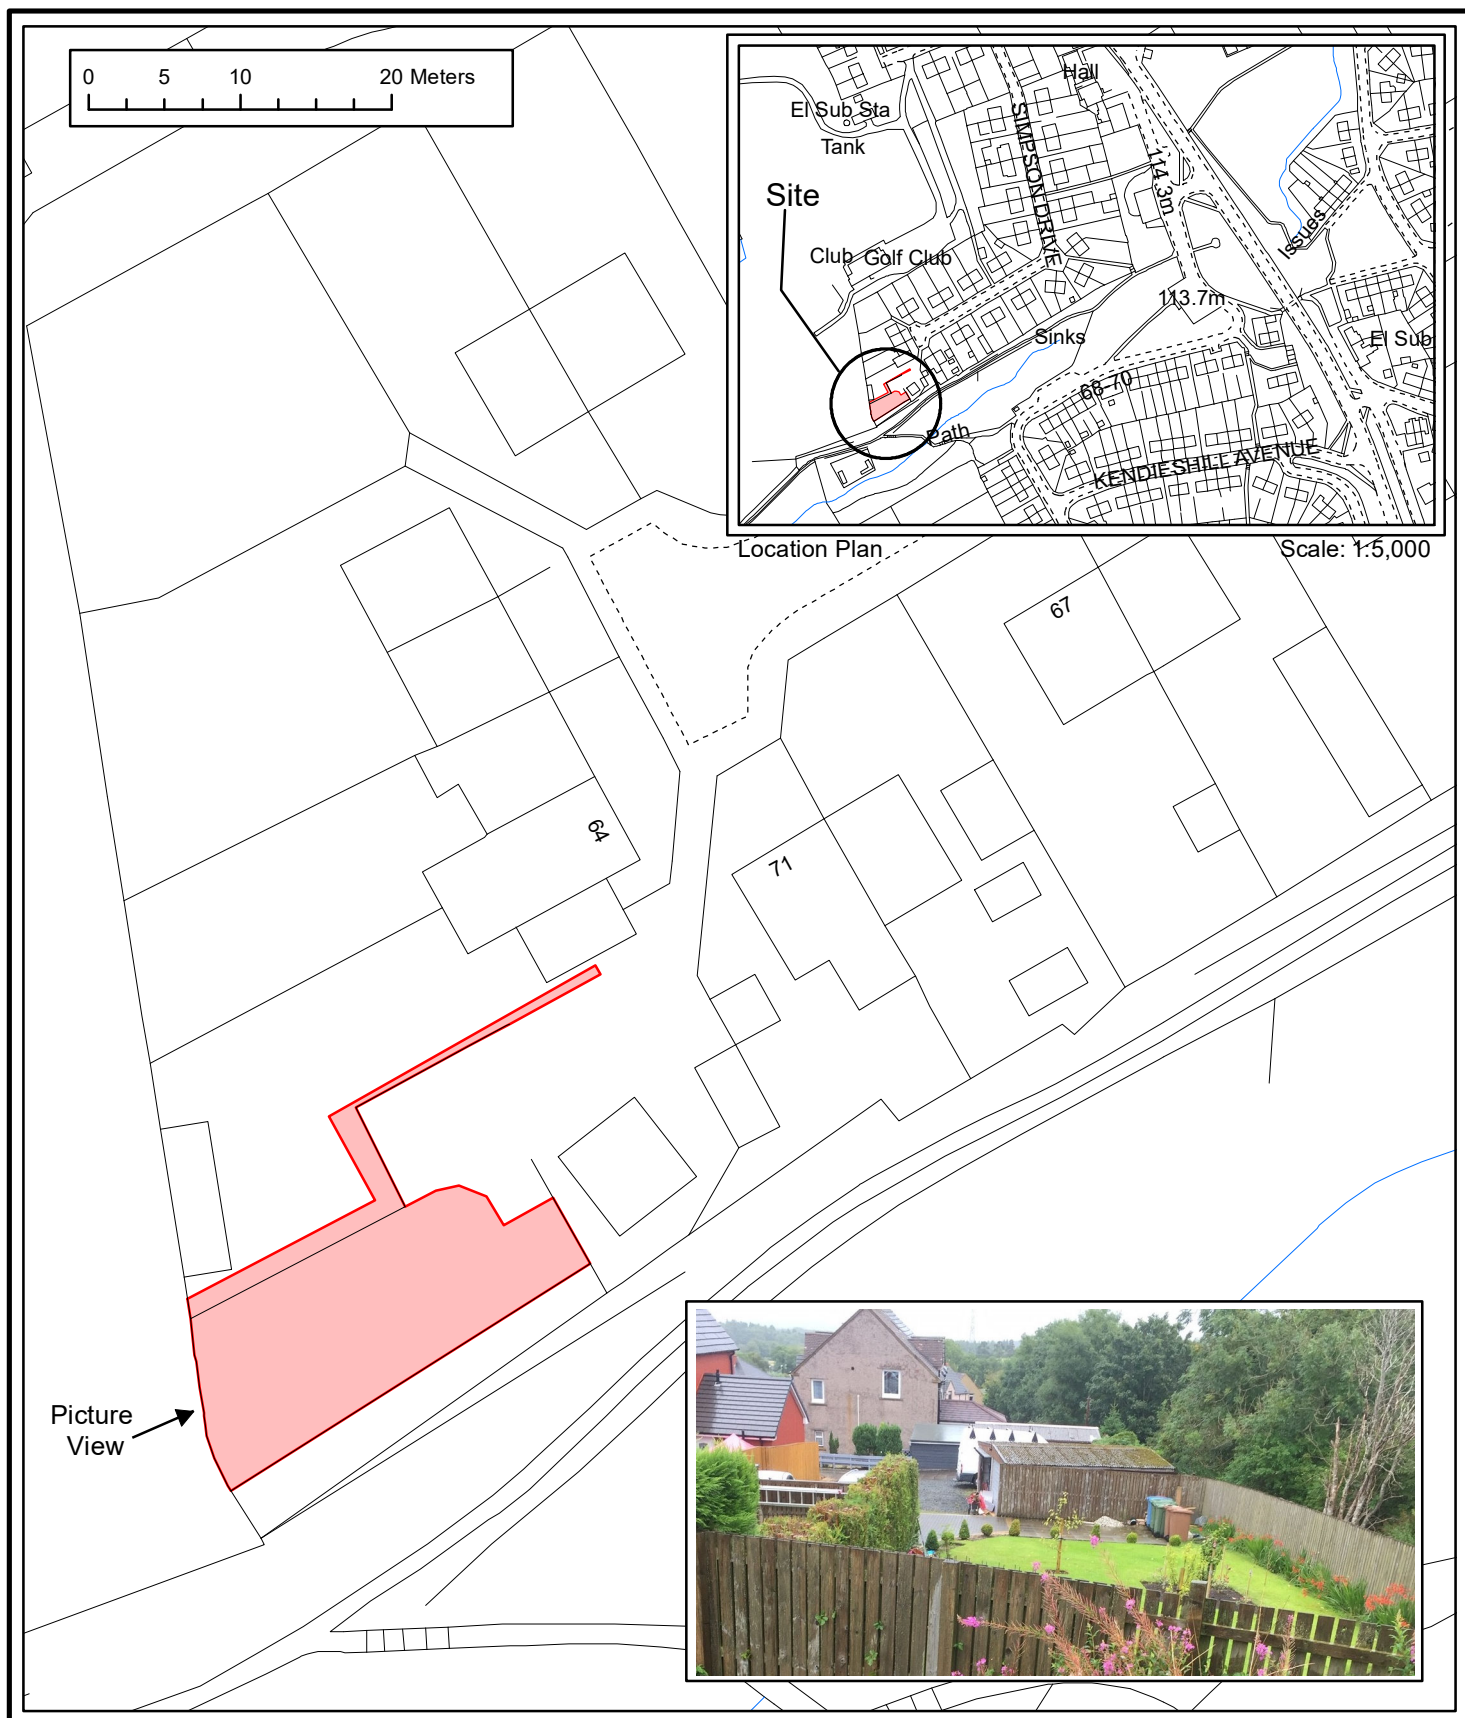 0 5 10 20 Meters
Hall
El Sub Sta
Tank
SIMPSON DRIVE
114.3m
Site
Issues
Club
Golf Club
113.7m
Sinks
El Sub
68-70
Path
KENDIESHILL AVENUE
Location Plan
Scale: 1:5,000
67
64
71
Picture
View